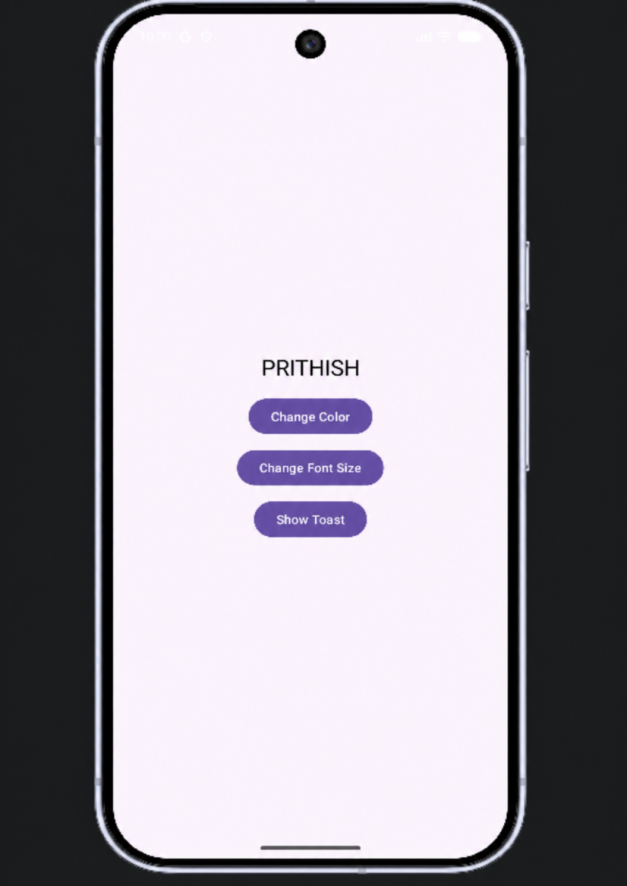 PRITHISH
Change Color
Change Font Size
Show Toast